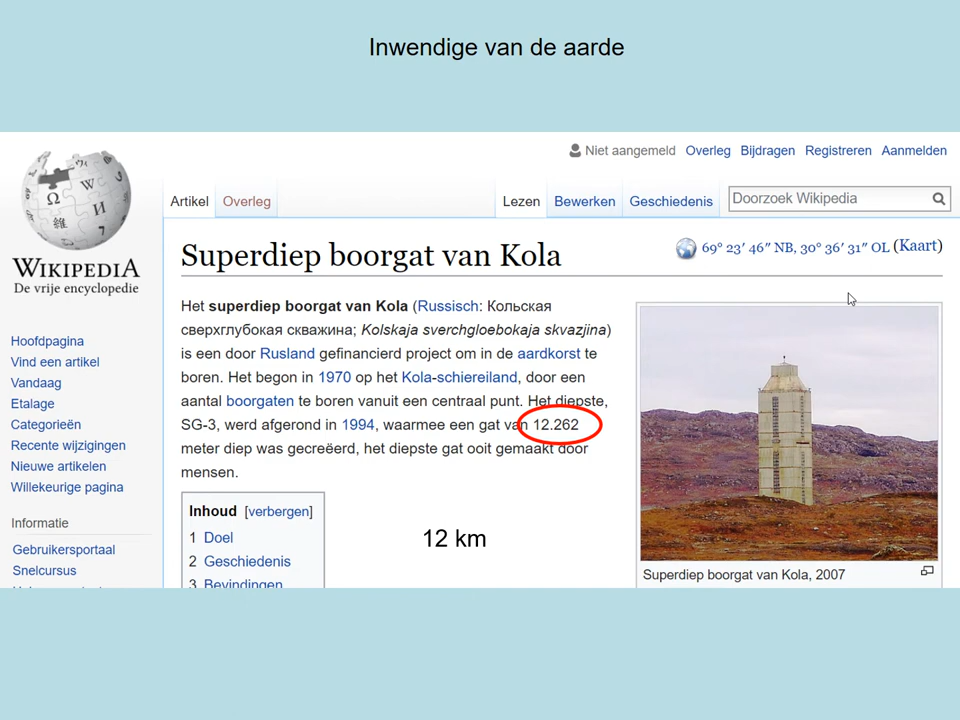 Inwendige van de aarde
Niet aangemeld Overleg Bijdragen Registreren Aanmelden
Artikel Overleg Lezen Bewerken Geschiedenis Doorzoek Wikipedia
WIKIPEDIA
De vrije encyclopedie
Hoofdpagina
Vind een artikel
Vandaag
Etalage
Categorieën
Recente wijzigingen
Nieuwe artikelen
Willekeurige pagina
Informatie
Gebruikersportaal
Snelcursus
Superdiep boorgat van Kola
69° 23′ 46″ NB, 30° 36′ 31″ OL (Kaart)
Het superdiep boorgat van Kola (Russisch: Кольская
сверхглубокая скважина; Kolskaja sverchgloebokaja skvazjina)
is een door Rusland gefinancierd project om in de aardkorst te
boren. Het begon in 1970 op het Kola-schiereiland, door een
aantal boorgaten te boren vanuit een centraal punt. Het diepste,
SG-3, werd afgerond in 1994, waarmee een gat van 12.262
meter diep was gecreëerd, het diepste gat ooit gemaakt door
mensen.
Inhoud [verbergen]
1 Doel
2 Geschiedenis
3 Bevindingen
12 km
Superdiep boorgat van Kola, 2007